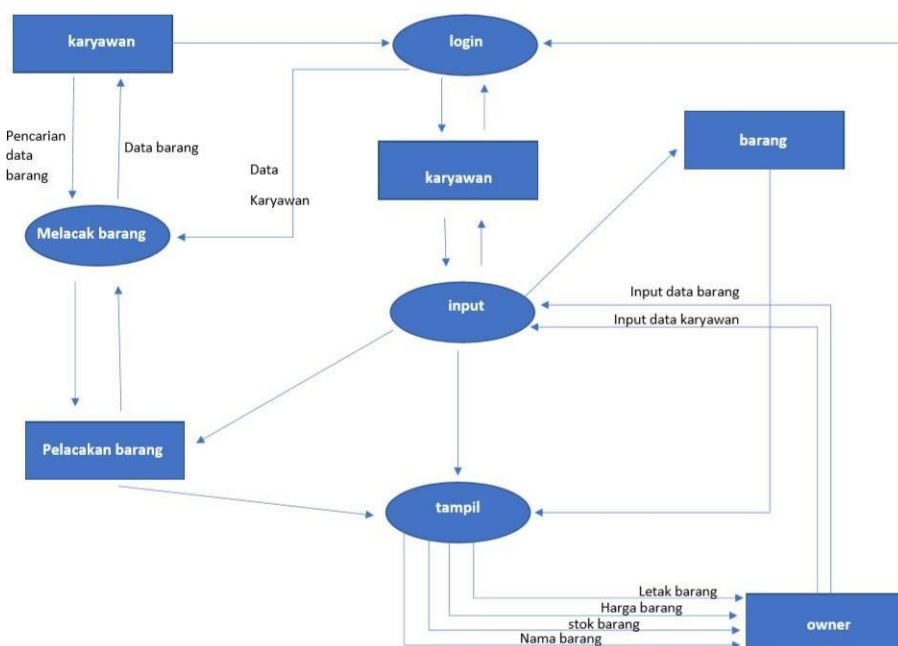 karyawan
login
Pencarian
data
barang
Data barang
Data
Karyawan
karyawan
barang
Melacak barang
input
Input data barang
Input data karyawan
Pelacakan barang
tampil
Letak barang
Harga barang
stok barang
Nama barang
owner